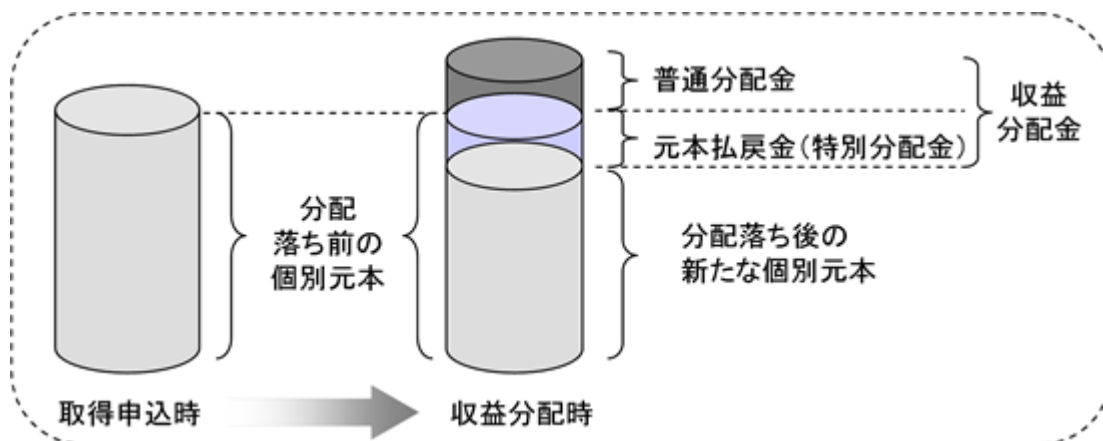 普通分配金
収益
分配金
元本払戻金(特別分配金)
分配
落ち前の
個別元本
分配落ち後の
新たな個別元本
取得申込時
収益分配時